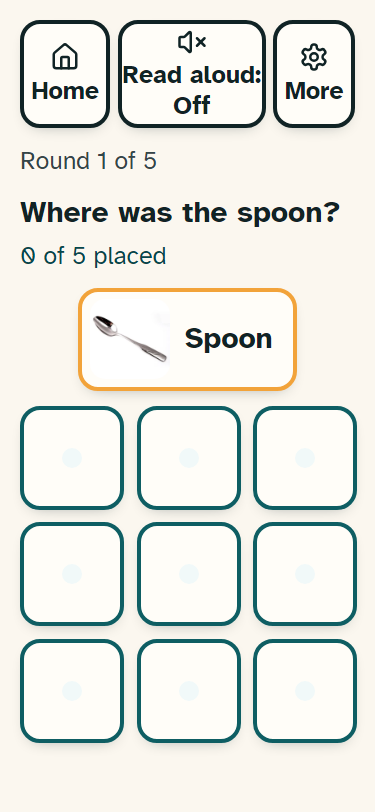 Home
Read aloud:
Off
More
Round 1 of 5
Where was the spoon?
0 of 5 placed
Spoon